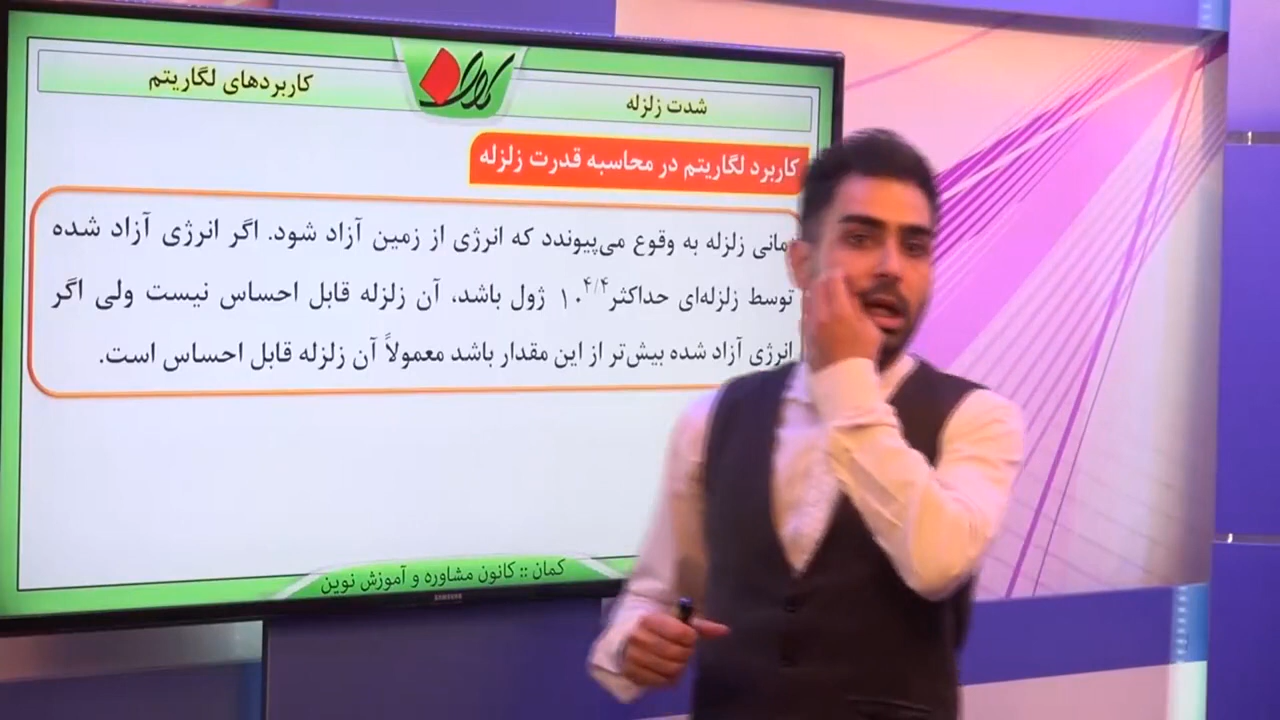 شدت زلزله
کاربردهای لگاریتم
کاربرد لگاریتم در محاسبه قدرت زلزله
زلزله به وقوع می‌پیوندد که انرژی از زمین آزاد شود. اگر انرژی آزاد شده
توسط زلزله‌ای حداکثر ۱۰^۴/۴ ژول باشد، آن زلزله قابل احساس نیست ولی اگر
انرژی آزاد شده بیش‌تر از این مقدار باشد معمولاً آن زلزله قابل احساس است.
کمان :: کانون مشاوره و آموزش نوین
SAMSUNG